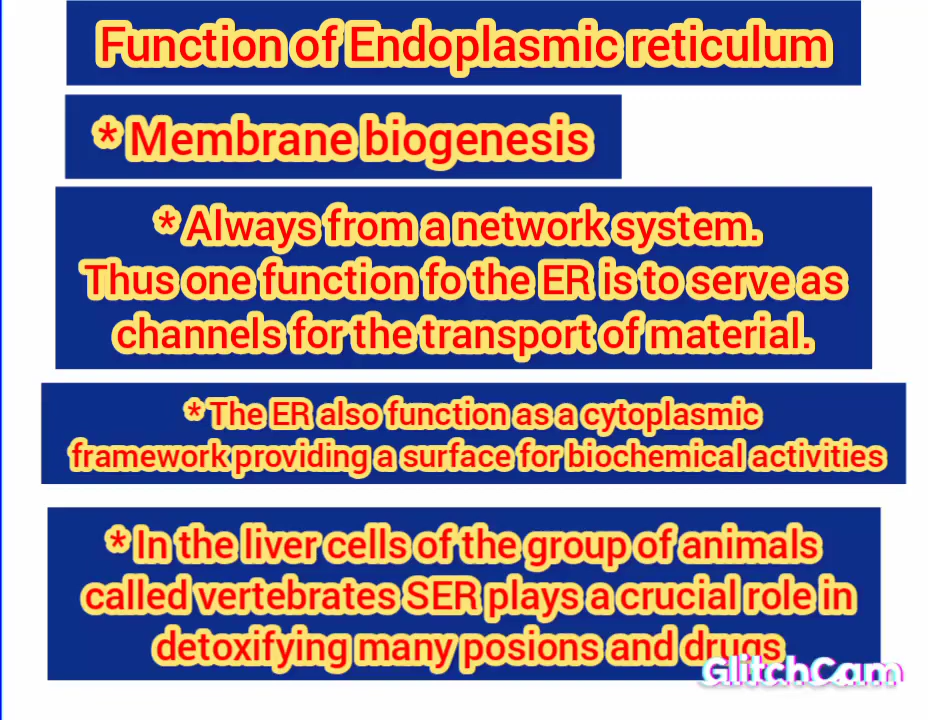 Function of Endoplasmic reticulum
* Membrane biogenesis
* Always from a network system.
Thus one function fo the ER is to serve as
channels for the transport of material.
* The ER also function as a cytoplasmic
framework providing a surface for biochemical activities
* In the liver cells of the group of animals
called vertebrates SER plays a crucial role in
detoxifying many posions and drugs
GlitchCam